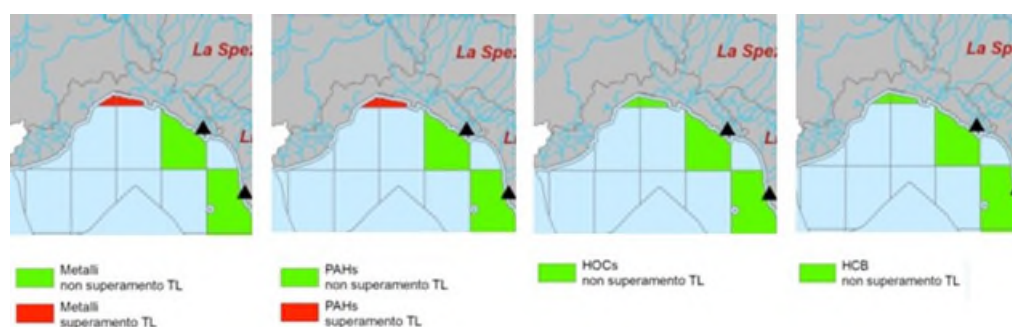 La Spez
La Spez
La Spe
La Sp
Metalli
non superamento TL
Metalli
superamento TL
PAHs
non superamento TL
PAHs
superamento TL
HOCs
non superamento TL
HCB
non superamento TL